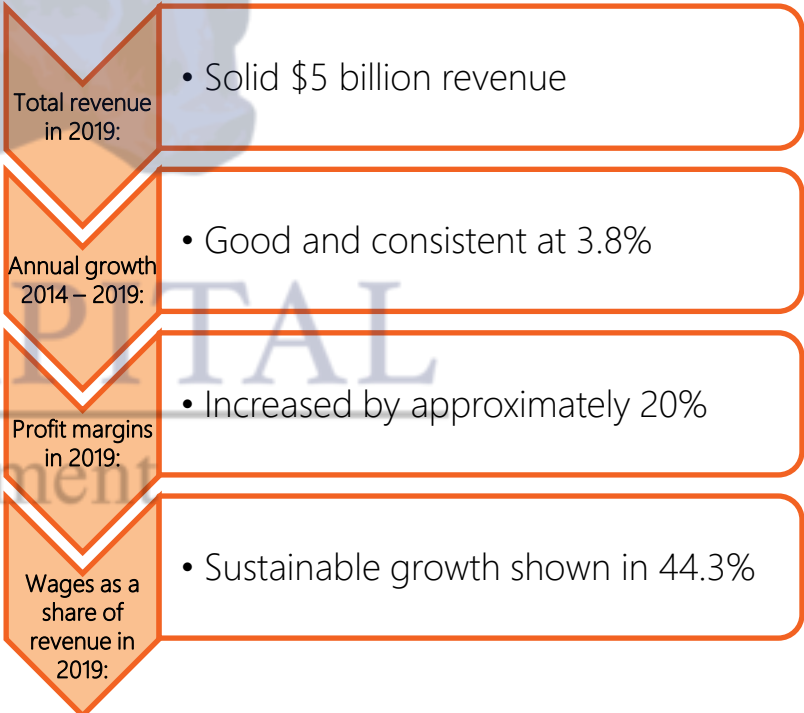 Total revenue
in 2019:
• Solid $5 billion revenue
Annual growth
2014 – 2019:
• Good and consistent at 3.8%
PITAL
Profit margins
in 2019:
• Increased by approximately 20%
ment
Wages as a
share of
revenue in
2019:
• Sustainable growth shown in 44.3%